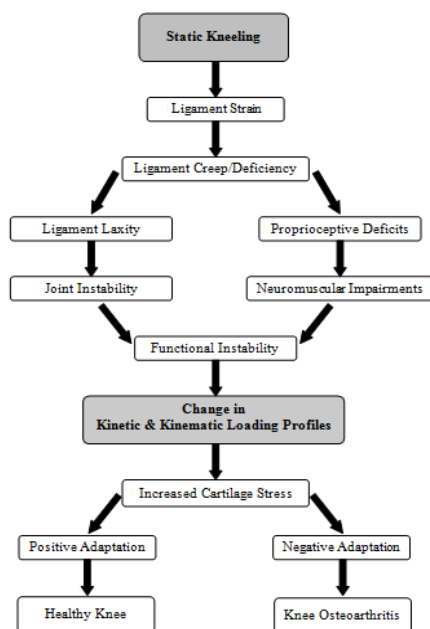 Static Kneeling
Ligament Strain
Ligament Creep/Deficiency
Ligament Laxity
Proprioceptive Deficits
Joint Instability
Neuromuscular Impairments
Functional Instability
Change in
Kinetic & Kinematic Loading Profiles
Increased Cartilage Stress
Positive Adaptation
Negative Adaptation
Healthy Knee
Knee Osteoarthritis